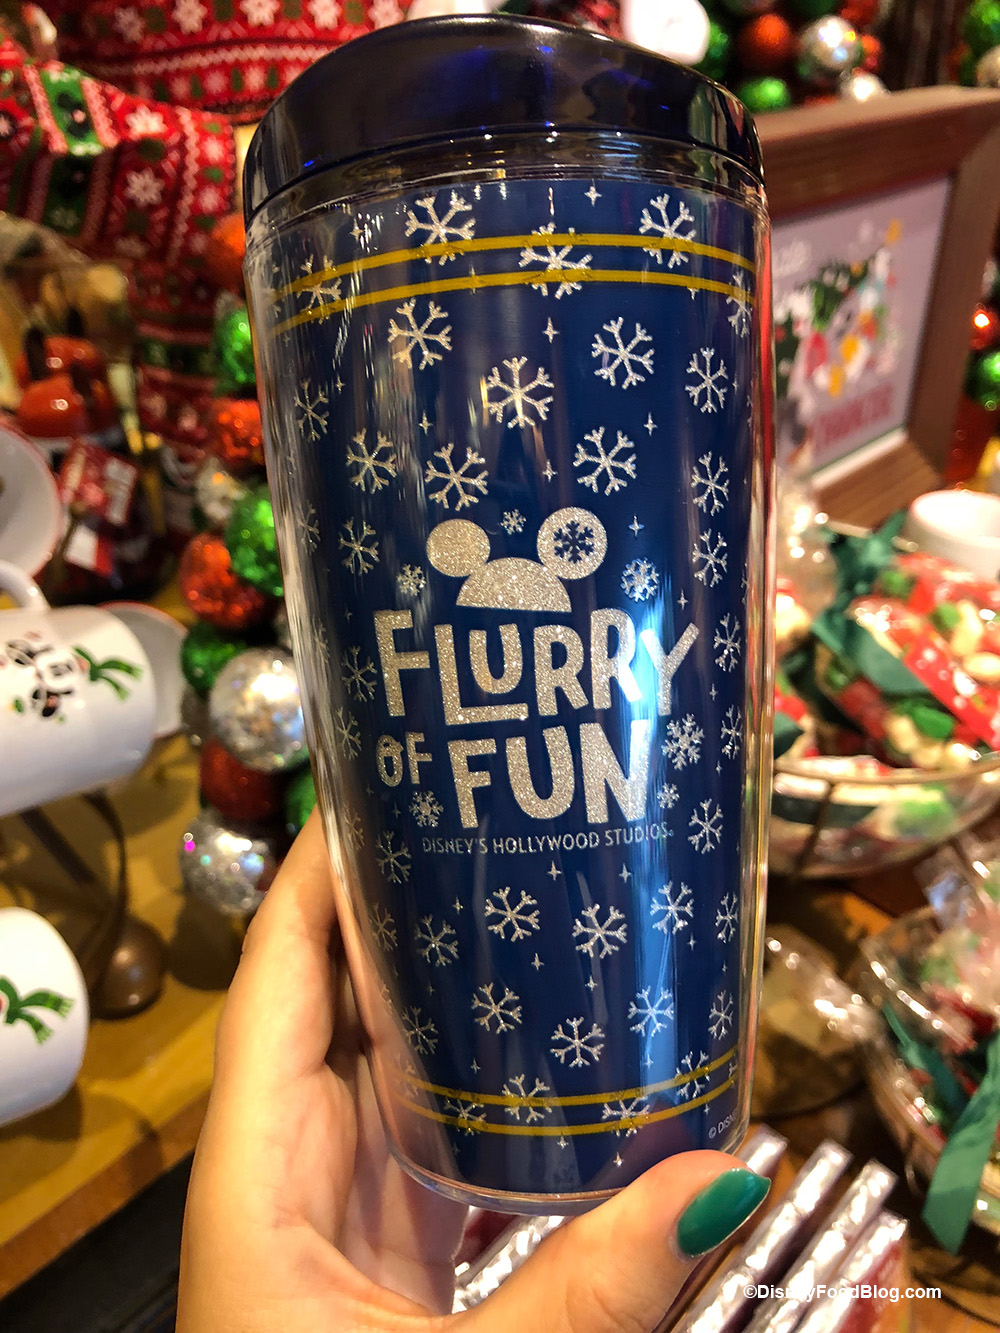 FLURRY
OF FUN
DISNEY'S HOLLYWOOD STUDIOS®
©DisneyFoodBlog.com